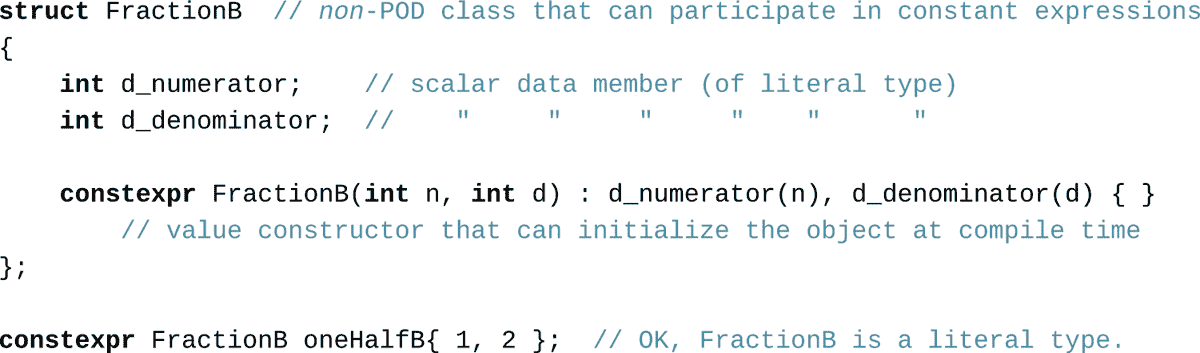 struct FractionB  // non-POD class that can participate in constant expressions
{
    int d_numerator;    // scalar data member (of literal type)
    int d_denominator;  //    "     "     "     "    "      "
    constexpr FractionB(int n, int d) : d_numerator(n), d_denominator(d) { }
        // value constructor that can initialize the object at compile time
};
constexpr FractionB oneHalfB{ 1, 2 };  // OK, FractionB is a literal type.